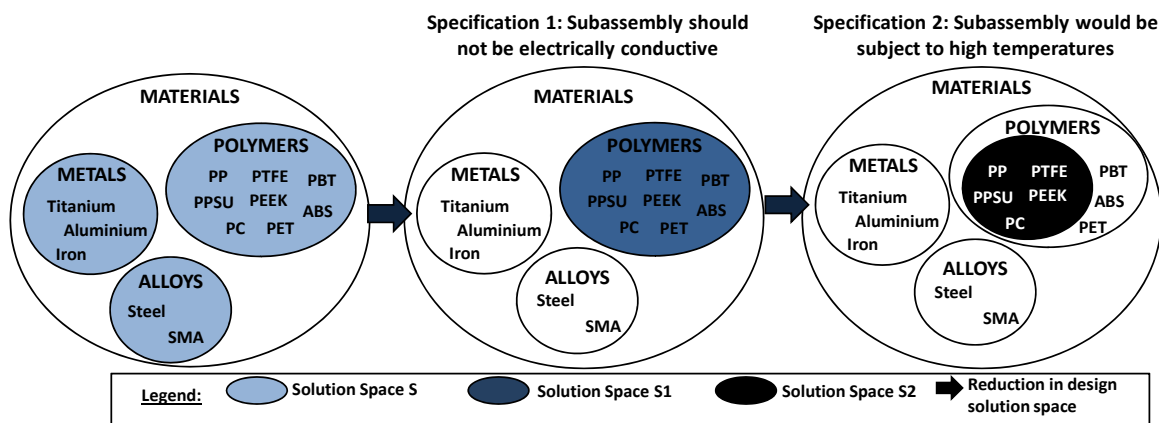 Specification 1: Subassembly should
not be electrically conductive
Specification 2: Subassembly would be
subject to high temperatures
MATERIALS
POLYMERS
PP PTFE PBT
PPSU PEEK ABS
PC PET
METALS
Titanium
Aluminium
Iron
ALLOYS
Steel
SMA
MATERIALS
POLYMERS
PP PTFE PBT
PPSU PEEK ABS
PC PET
METALS
Titanium
Aluminium
Iron
ALLOYS
Steel
SMA
MATERIALS
POLYMERS
PP PTFE PBT
PPSU PEEK ABS
PC PET
METALS
Titanium
Aluminium
Iron
ALLOYS
Steel
SMA
Legend: Solution Space S Solution Space S1 Solution Space S2 Reduction in design
solution space